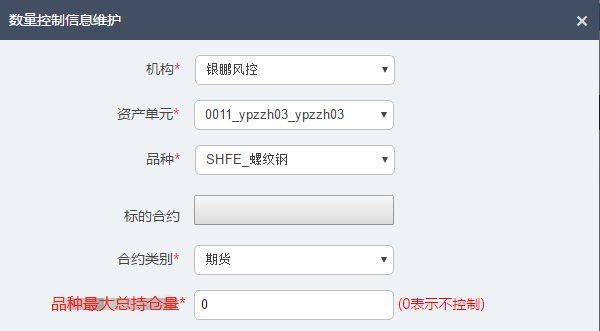 数量控制信息维护 ×
机构* 银鹏风控
资产单元* 0011_ypzzh03_ypzzh03
品种* SHFE_螺纹钢
标的合约
合约类别* 期货
品种最大总持仓量* 0 (0表示不控制)